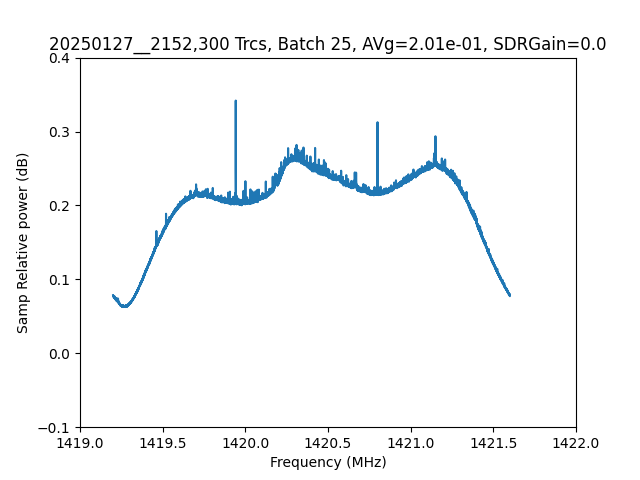 20250127__2152,300 Trcs, Batch 25, AVg=2.01e-01, SDRGain=0.0
0.4
0.3
0.2
0.1
0.0
−0.1
Samp Relative power (dB)
1419.0 1419.5 1420.0 1420.5 1421.0 1421.5 1422.0
Frequency (MHz)